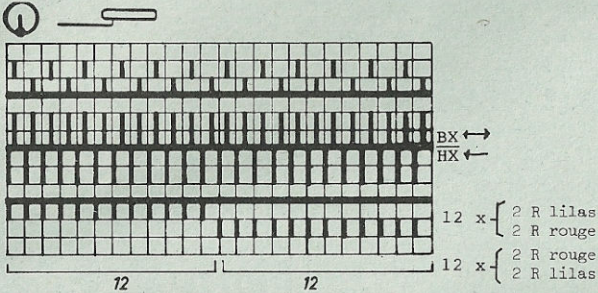 BX ↔
HX ←
12 x { 2 R lilas
2 R rouge
12 x { 2 R rouge
2 R lilas
12 12